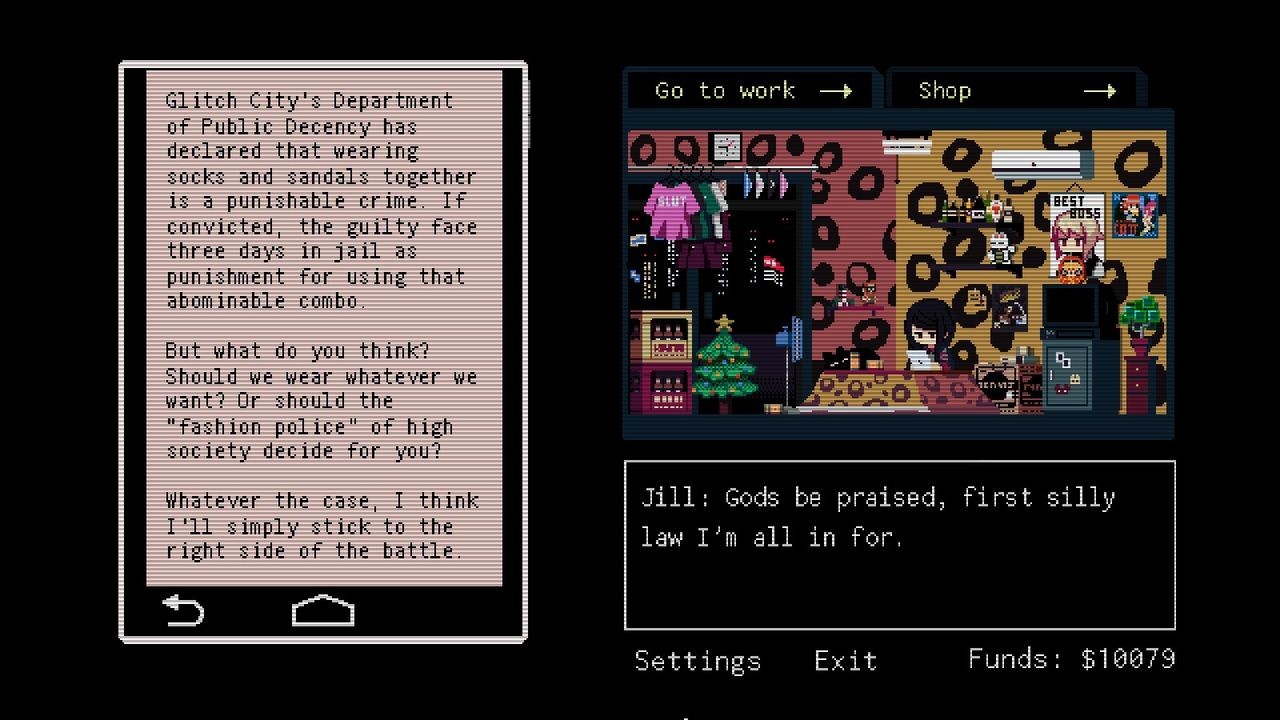 Glitch City's Department
of Public Decency has
declared that wearing
socks and sandals together
is a punishable crime. If
convicted, the guilty face
three days in jail as
punishment for using that
abominable combo.
But what do you think?
Should we wear whatever we
want? Or should the
"fashion police" of high
society decide for you?
Whatever the case, I think
I'll simply stick to the
right side of the battle.
Go to work
Shop
SLUT
BEST
BOSS
Jill: Gods be praised, first silly
law I'm all in for.
Settings
Exit
Funds: $10079